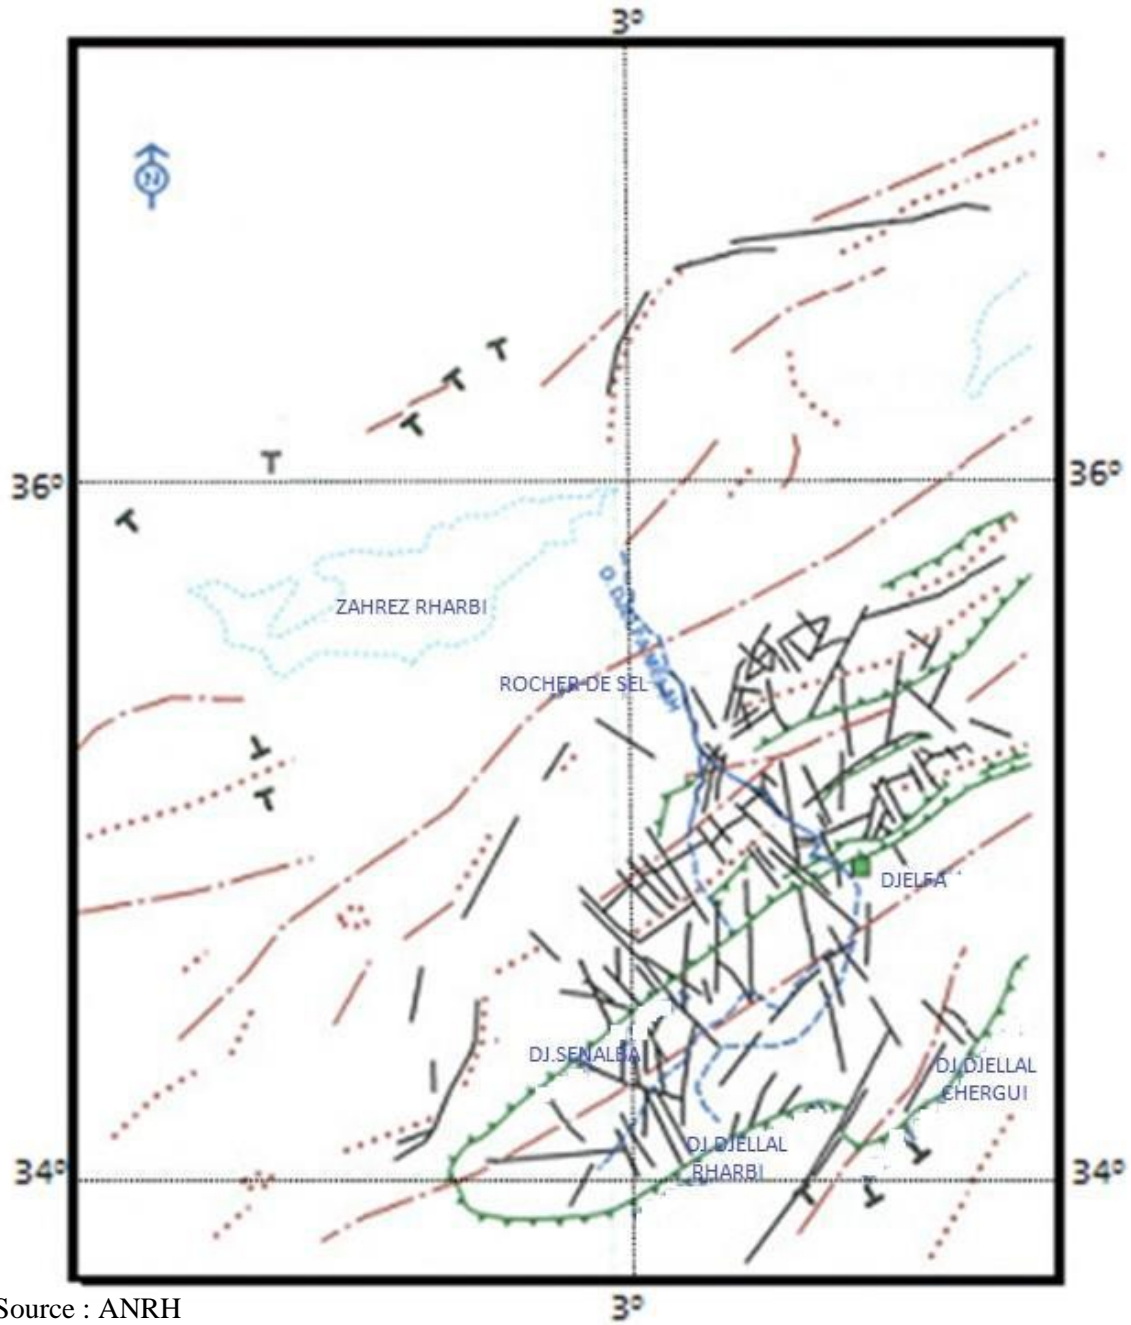 3°
N
36°
36°
ZAHREZ RHARBI
ROCHER DE SEL
DJELFA
DJ.SENALBA
DJ.DJELLAL
CHERGUI
DJ.DJELLAL
RHARBI
34°
34°
3°
Source : ANRH